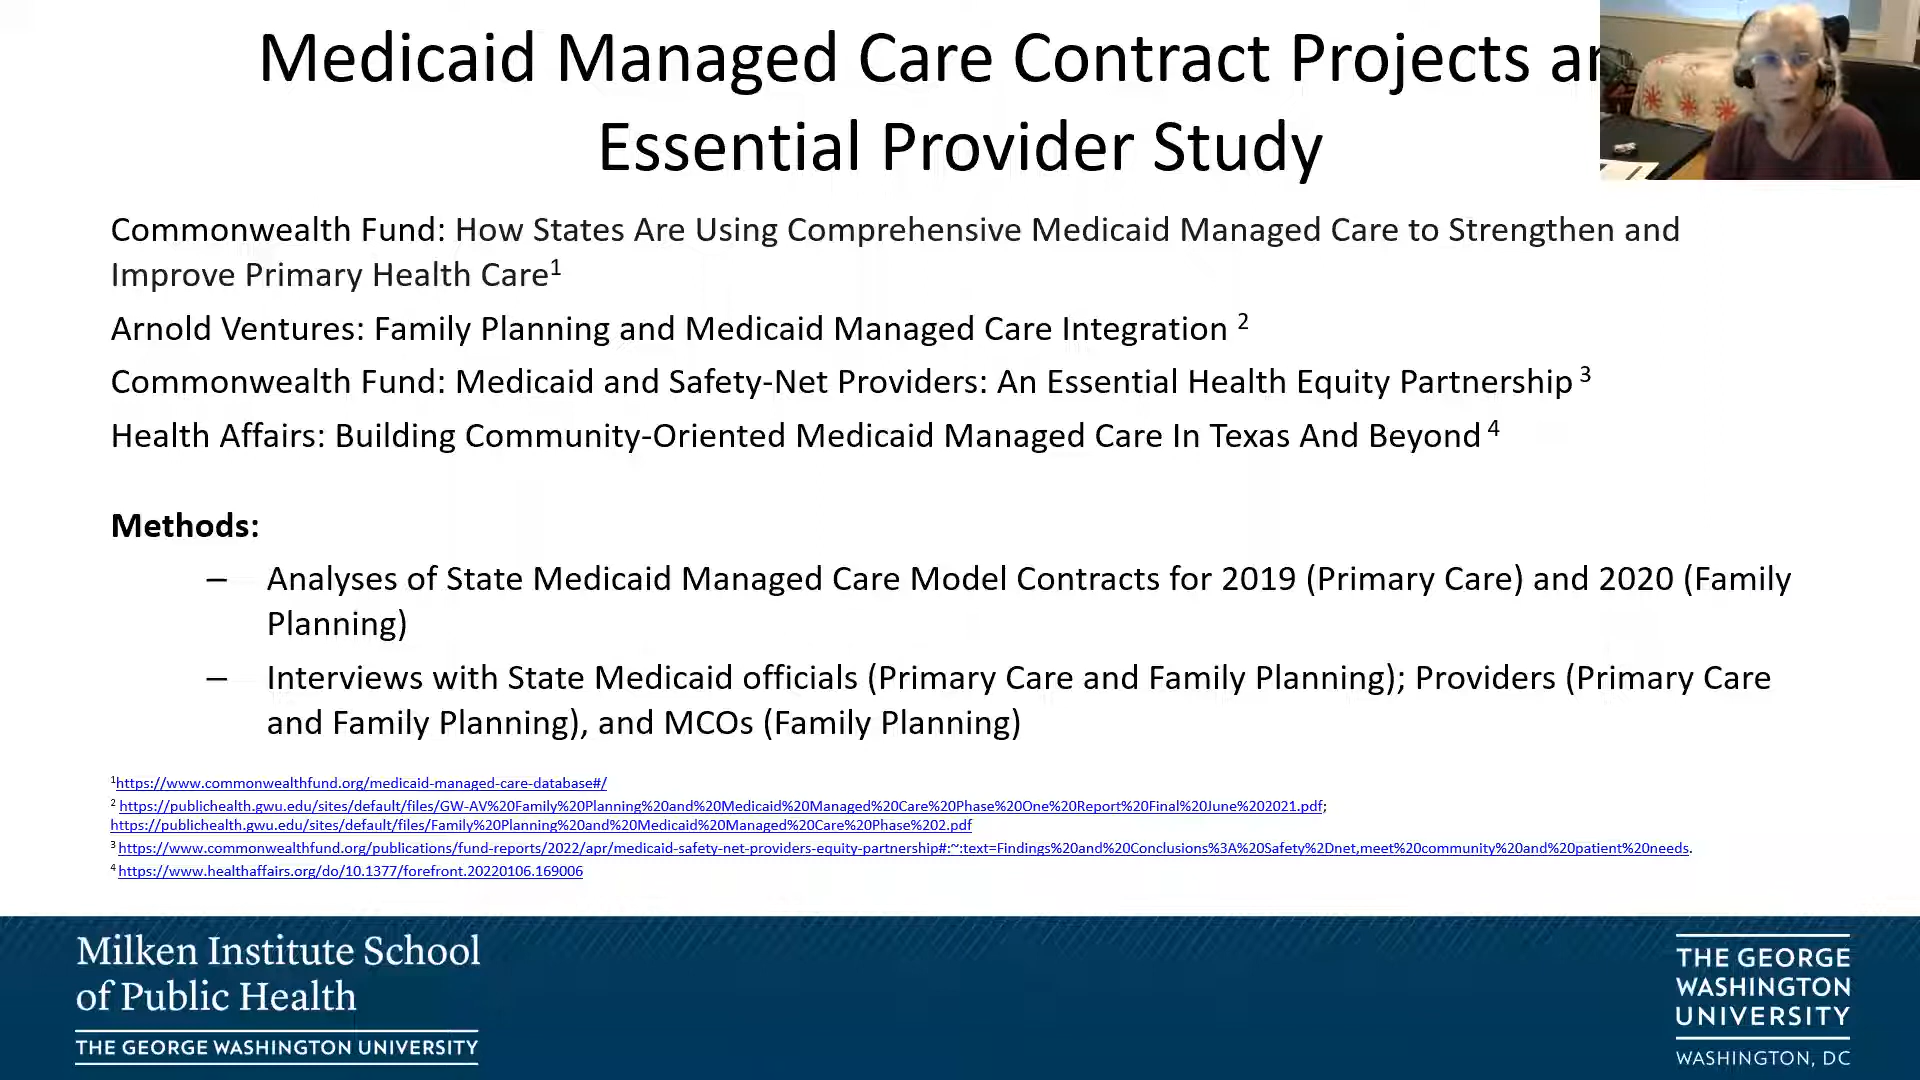 Medicaid Managed Care Contract Projects
Essential Provider Study
Commonwealth Fund: How States Are Using Comprehensive Medicaid Managed Care to Strengthen and
Improve Primary Health Care1
Arnold Ventures: Family Planning and Medicaid Managed Care Integration 2
Commonwealth Fund: Medicaid and Safety-Net Providers: An Essential Health Equity Partnership 3
Health Affairs: Building Community-Oriented Medicaid Managed Care In Texas And Beyond 4
Methods:
– Analyses of State Medicaid Managed Care Model Contracts for 2019 (Primary Care) and 2020 (Family
Planning)
– Interviews with State Medicaid officials (Primary Care and Family Planning); Providers (Primary Care
and Family Planning), and MCOs (Family Planning)
1https://www.commonwealthfund.org/medicaid-managed-care-database#/
2 https://publichealth.gwu.edu/sites/default/files/GW-AV%20Family%20Planning%20and%20Medicaid%20Managed%20Care%20Phase%20One%20Report%20Final%20June%202021.pdf;
https://publichealth.gwu.edu/sites/default/files/Family%20Planning%20and%20Medicaid%20Managed%20Care%20Phase%202.pdf
3 https://www.commonwealthfund.org/publications/fund-reports/2022/apr/medicaid-safety-net-providers-equity-partnership#:~:text=Findings%20and%20Conclusions%3A%20Safety%2Dnet,meet%20community%20and%20patient%20needs.
4 https://www.healthaffairs.org/do/10.1377/forefront.20220106.169006
Milken Institute School
of Public Health
THE GEORGE WASHINGTON UNIVERSITY
THE GEORGE
WASHINGTON
UNIVERSITY
WASHINGTON, DC